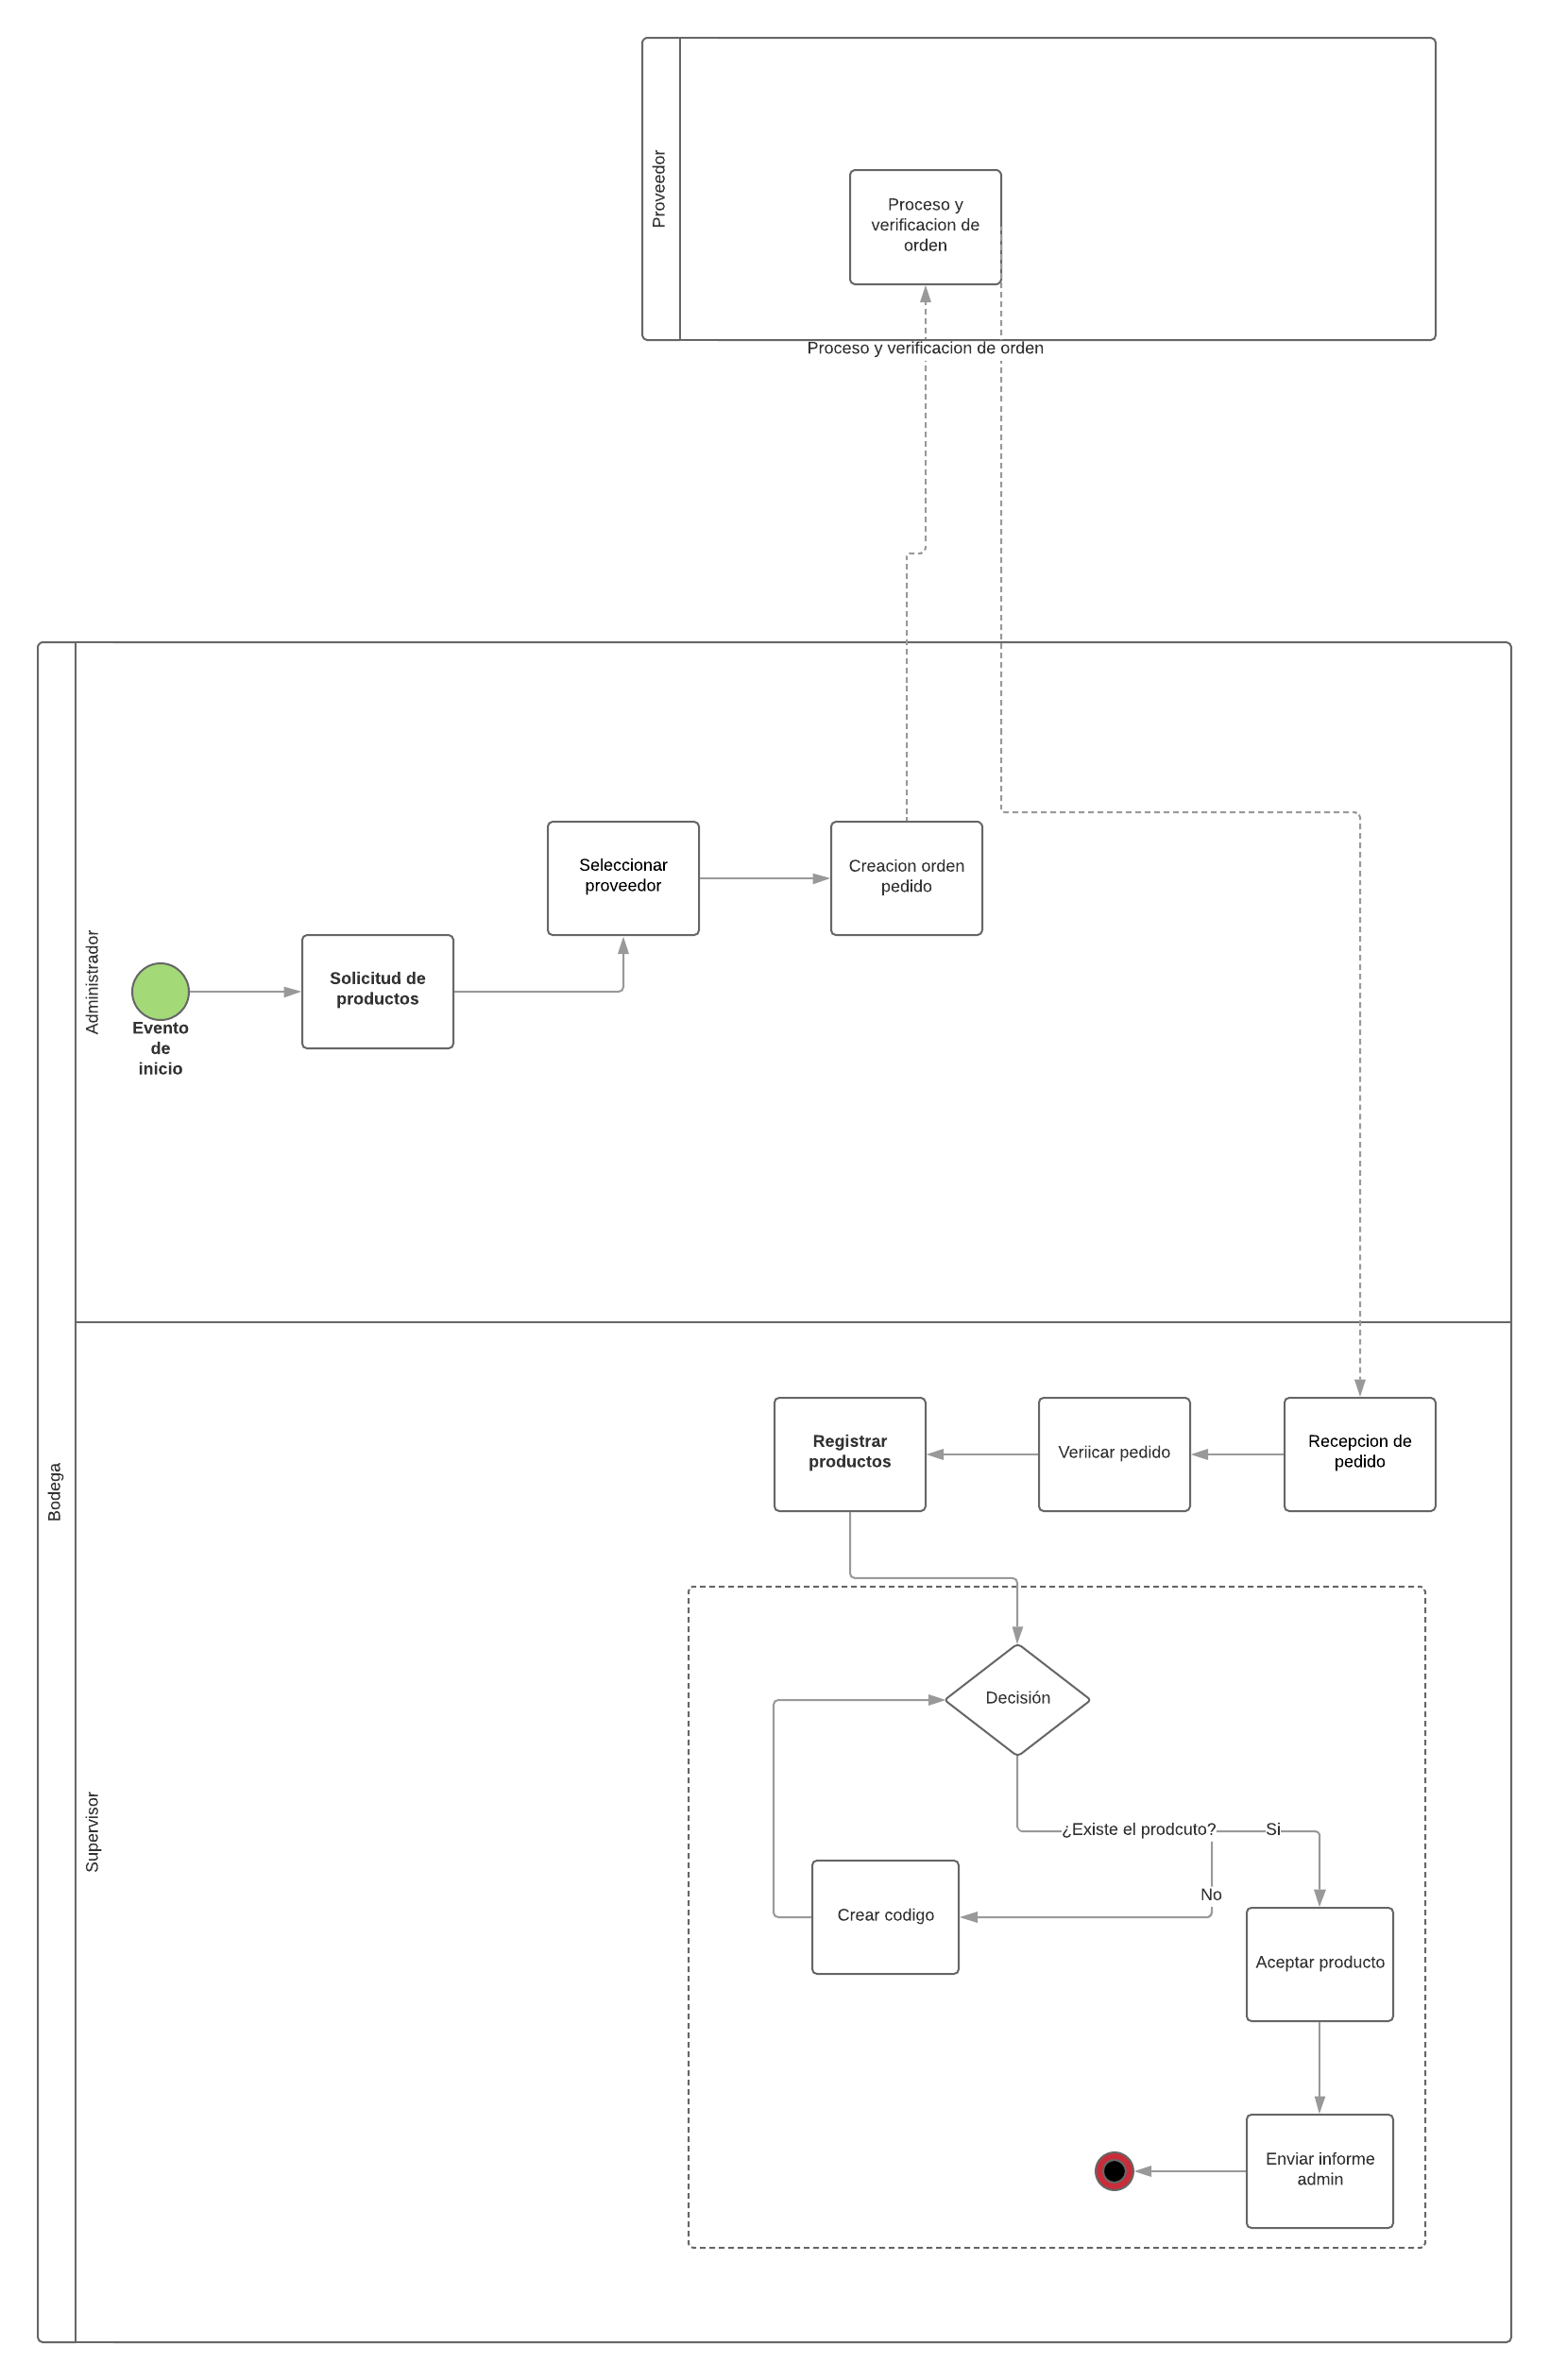 Proveedor
Proceso y
verificacion de
orden
Proceso y verificacion de orden
Bodega
Administrador
Evento
de
inicio
Solicitud de
productos
Seleccionar
proveedor
Creacion orden
pedido
Supervisor
Recepcion de
pedido
Veriicar pedido
Registrar
productos
Decisión
¿Existe el prodcuto?
Si
No
Crear codigo
Aceptar producto
Enviar informe
admin